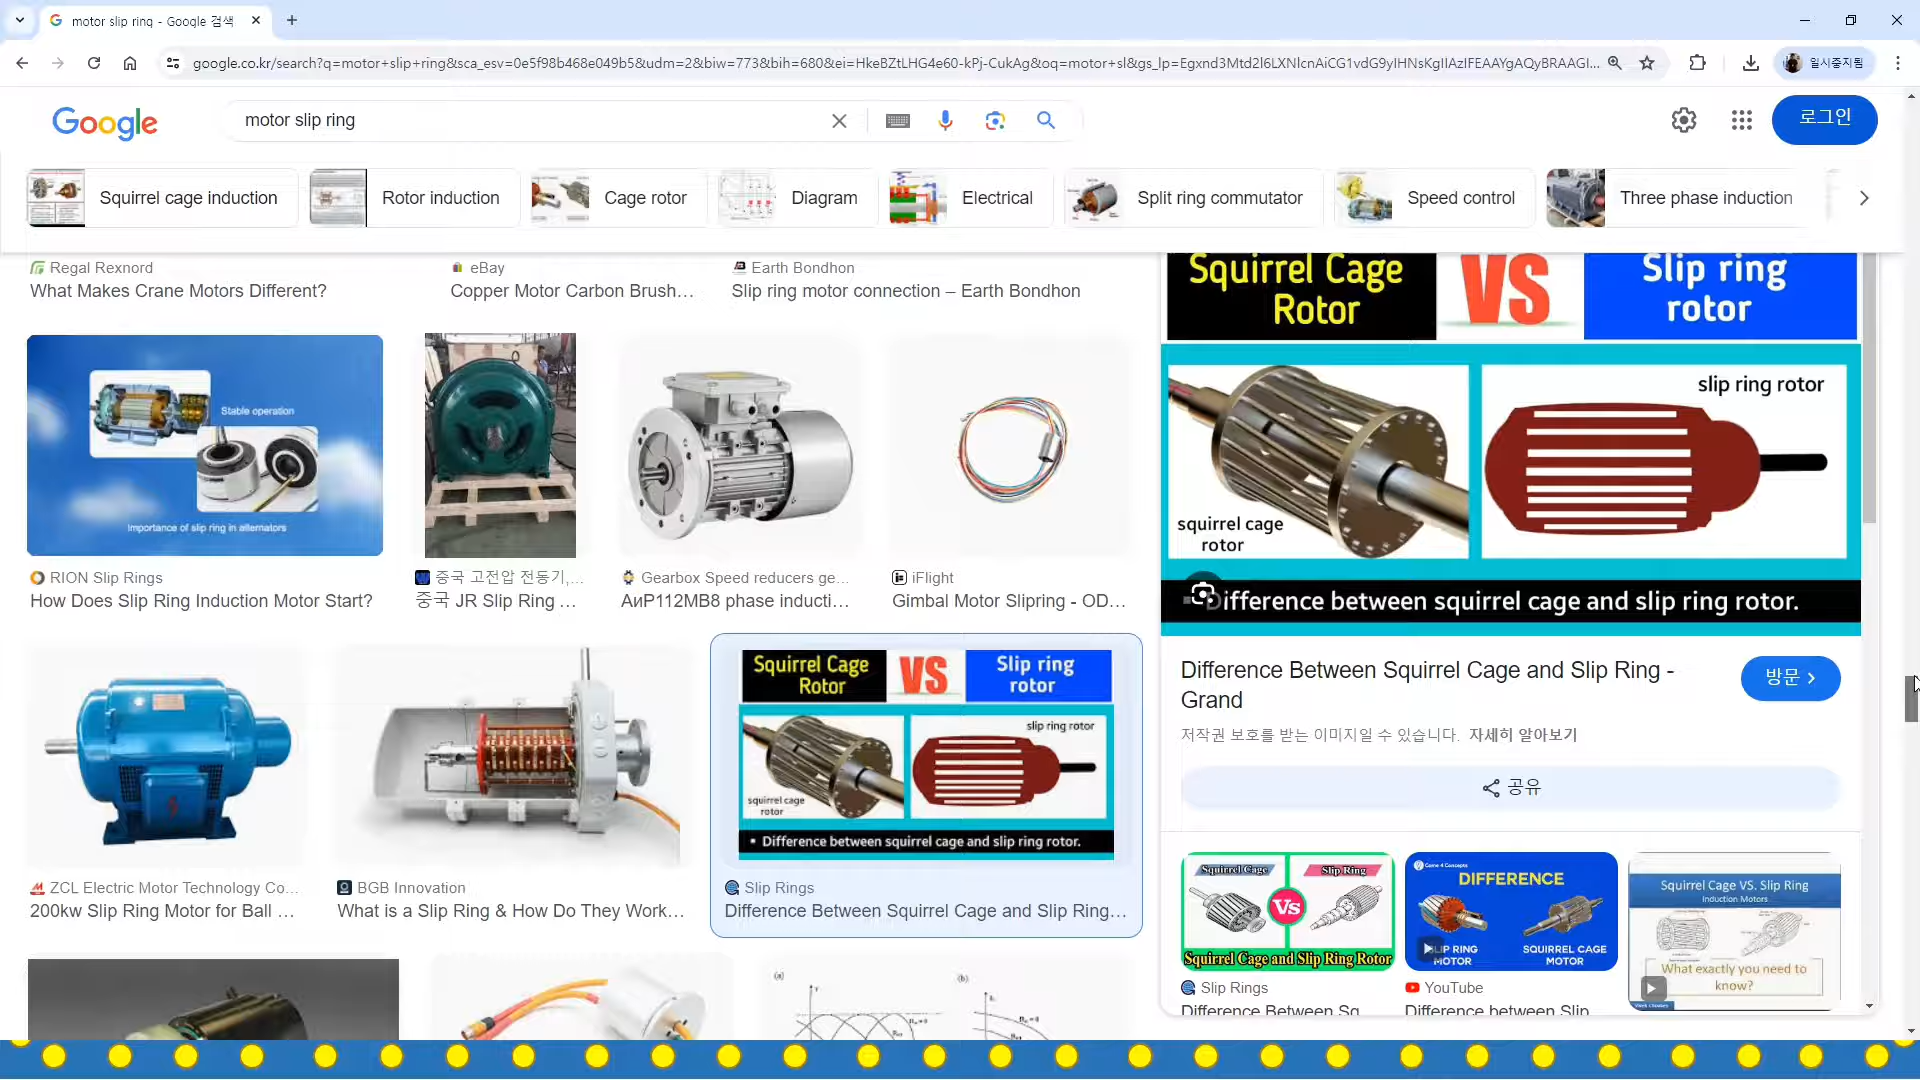 motor slip ring - Google 검색
google.co.kr/search?q=motor+slip+ring&sca_esv=0e5f98b468e049b5&udm=2&biw=773&bih=680&ei=HkeBZtLHG4e60-kPj-CukAg&oq=motor+sl&gs_lp=Egxnd3Mtd2l6LXNlcnAiCG1vdG9yIHNsKgIIAzIFEAAYgAQyBRAAGI...
일시중지됨
Google
motor slip ring
로그인
Squirrel cage induction
Rotor induction
Cage rotor
Diagram
Electrical
Split ring commutator
Speed control
Three phase induction
Regal Rexnord
What Makes Crane Motors Different?
eBay
Copper Motor Carbon Brush...
Earth Bondhon
Slip ring motor connection – Earth Bondhon
Stable operation
Importance of slip ring in alternators
RION Slip Rings
How Does Slip Ring Induction Motor Start?
중국 고전압 전동기,...
중국 JR Slip Ring ...
Gearbox Speed reducers ge...
АиР112МВ8 phase inducti...
iFlight
Gimbal Motor Slipring - OD...
ZCL Electric Motor Technology Co...
200kw Slip Ring Motor for Ball ...
BGB Innovation
What is a Slip Ring & How Do They Work...
Squirrel Cage
Rotor
VS
Slip ring
rotor
slip ring rotor
squirrel cage
rotor
▪ Difference between squirrel cage and slip ring rotor.
Slip Rings
Difference Between Squirrel Cage and Slip Ring...
(a)
(b)
Squirrel Cage
Rotor
VS
Slip ring
rotor
slip ring rotor
squirrel cage
rotor
Difference between squirrel cage and slip ring rotor.
Difference Between Squirrel Cage and Slip Ring -
Grand
방문
저작권 보호를 받는 이미지일 수 있습니다. 자세히 알아보기
공유
Squirrel Cage
Slip Ring
Vs
Squirrel Cage and Slip Ring Rotor
Slip Rings
Difference Between Sq
Come 4 Concepts
DIFFERENCE
SLIP RING
MOTOR
SQUIRREL CAGE
MOTOR
YouTube
Difference between Slip
Squirrel Cage VS. Slip Ring
Induction Motors
What exactly you need to
know?